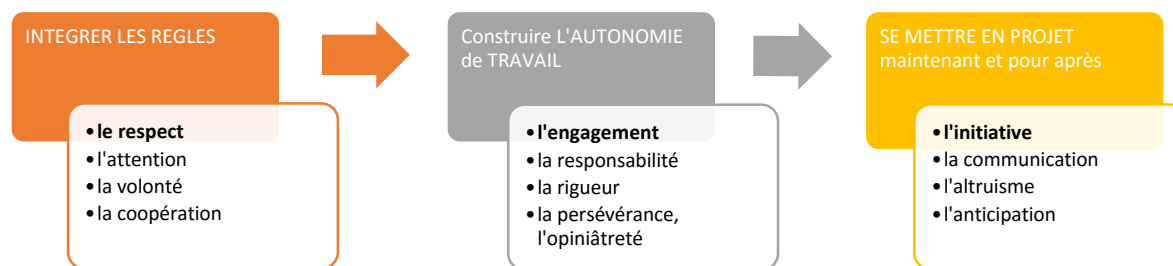 INTEGRER LES REGLES
• le respect
• l'attention
• la volonté
• la coopération
Construire L'AUTONOMIE
de TRAVAIL
• l'engagement
• la responsabilité
• la rigueur
• la persévérance,
l'opiniâtreté
SE METTRE EN PROJET
maintenant et pour après
• l'initiative
• la communication
• l'altruisme
• l'anticipation